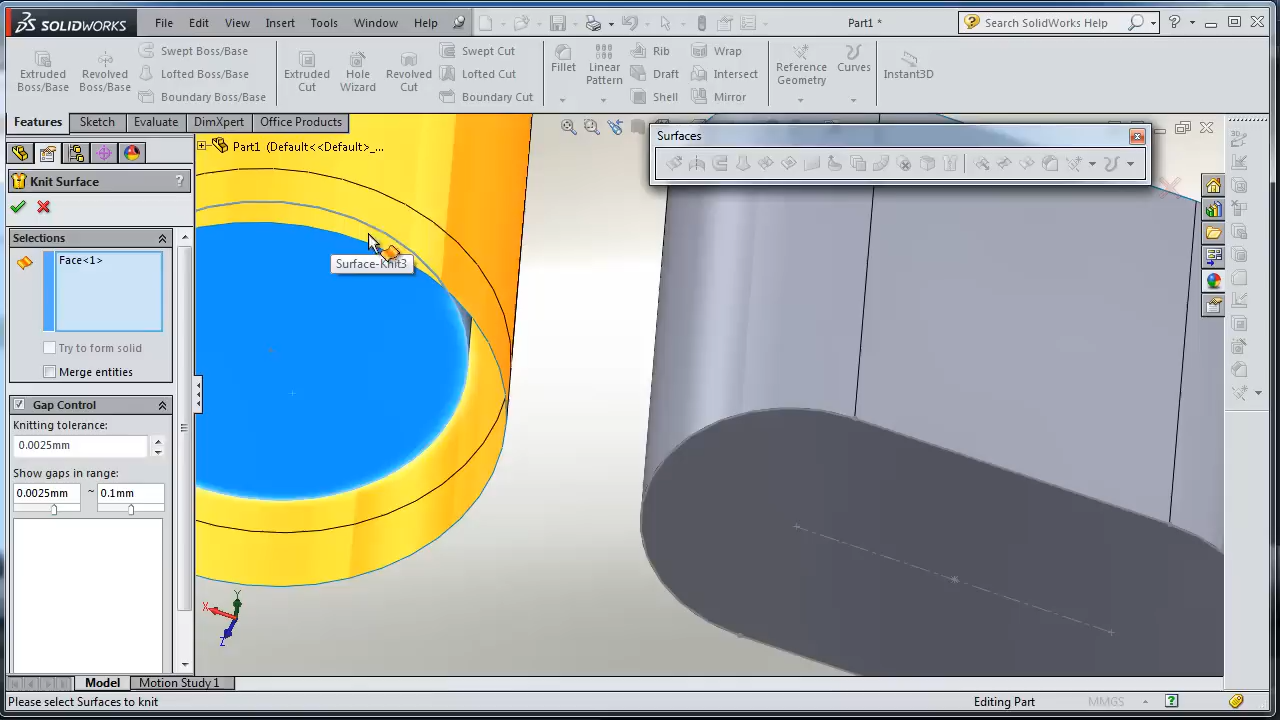 SOLIDWORKS File Edit View Insert Tools Window Help Part1 * Search SolidWorks Help
Extruded Boss/Base
Revolved Boss/Base
Swept Boss/Base
Lofted Boss/Base
Boundary Boss/Base
Extruded Cut
Hole Wizard
Revolved Cut
Swept Cut
Lofted Cut
Boundary Cut
Fillet
Linear Pattern
Rib
Draft
Shell
Wrap
Intersect
Mirror
Reference Geometry
Curves
Instant3D
Features Sketch Evaluate DimXpert Office Products
Surfaces
Part1 (Default<<Default>_...
Knit Surface ?
Selections
Face<1>
Try to form solid
Merge entities
Gap Control
Knitting tolerance:
0.0025mm
Show gaps in range:
0.0025mm ~ 0.1mm
Surface-Knit3
Y
X
Z
Model Motion Study 1
Please select Surfaces to knit Editing Part MMGS